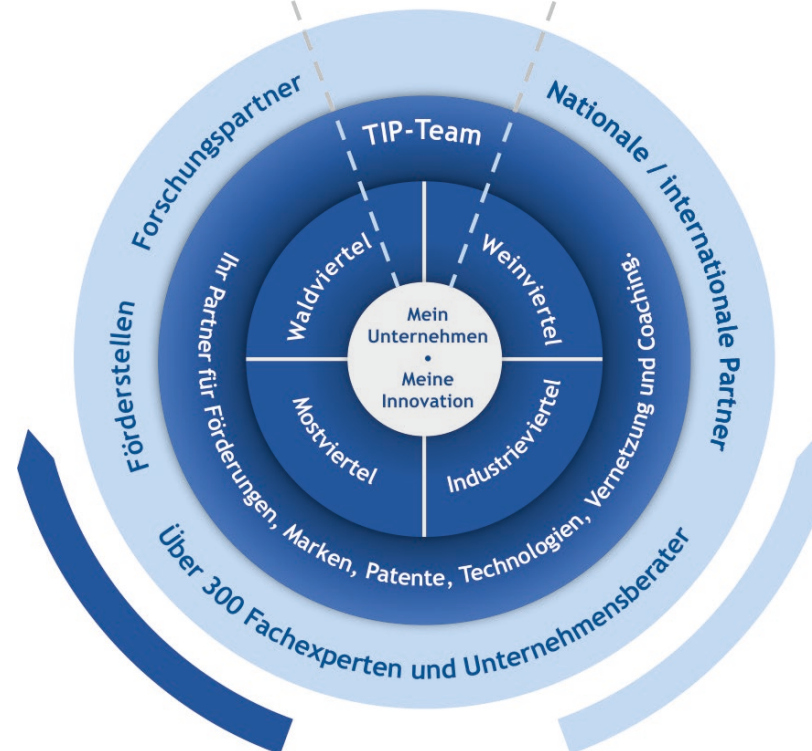 Forschungspartner
Nationale / internationale Partner
TIP-Team
Waldviertel
Weinviertel
Mein
Unternehmen
•
Meine
Innovation
Mostviertel
Industrieviertel
Ihr Partner für Förderungen, Marken, Patente, Technologien, Vernetzung und Coaching.
Förderstellen
Über 300 Fachexperten und Unternehmensberater